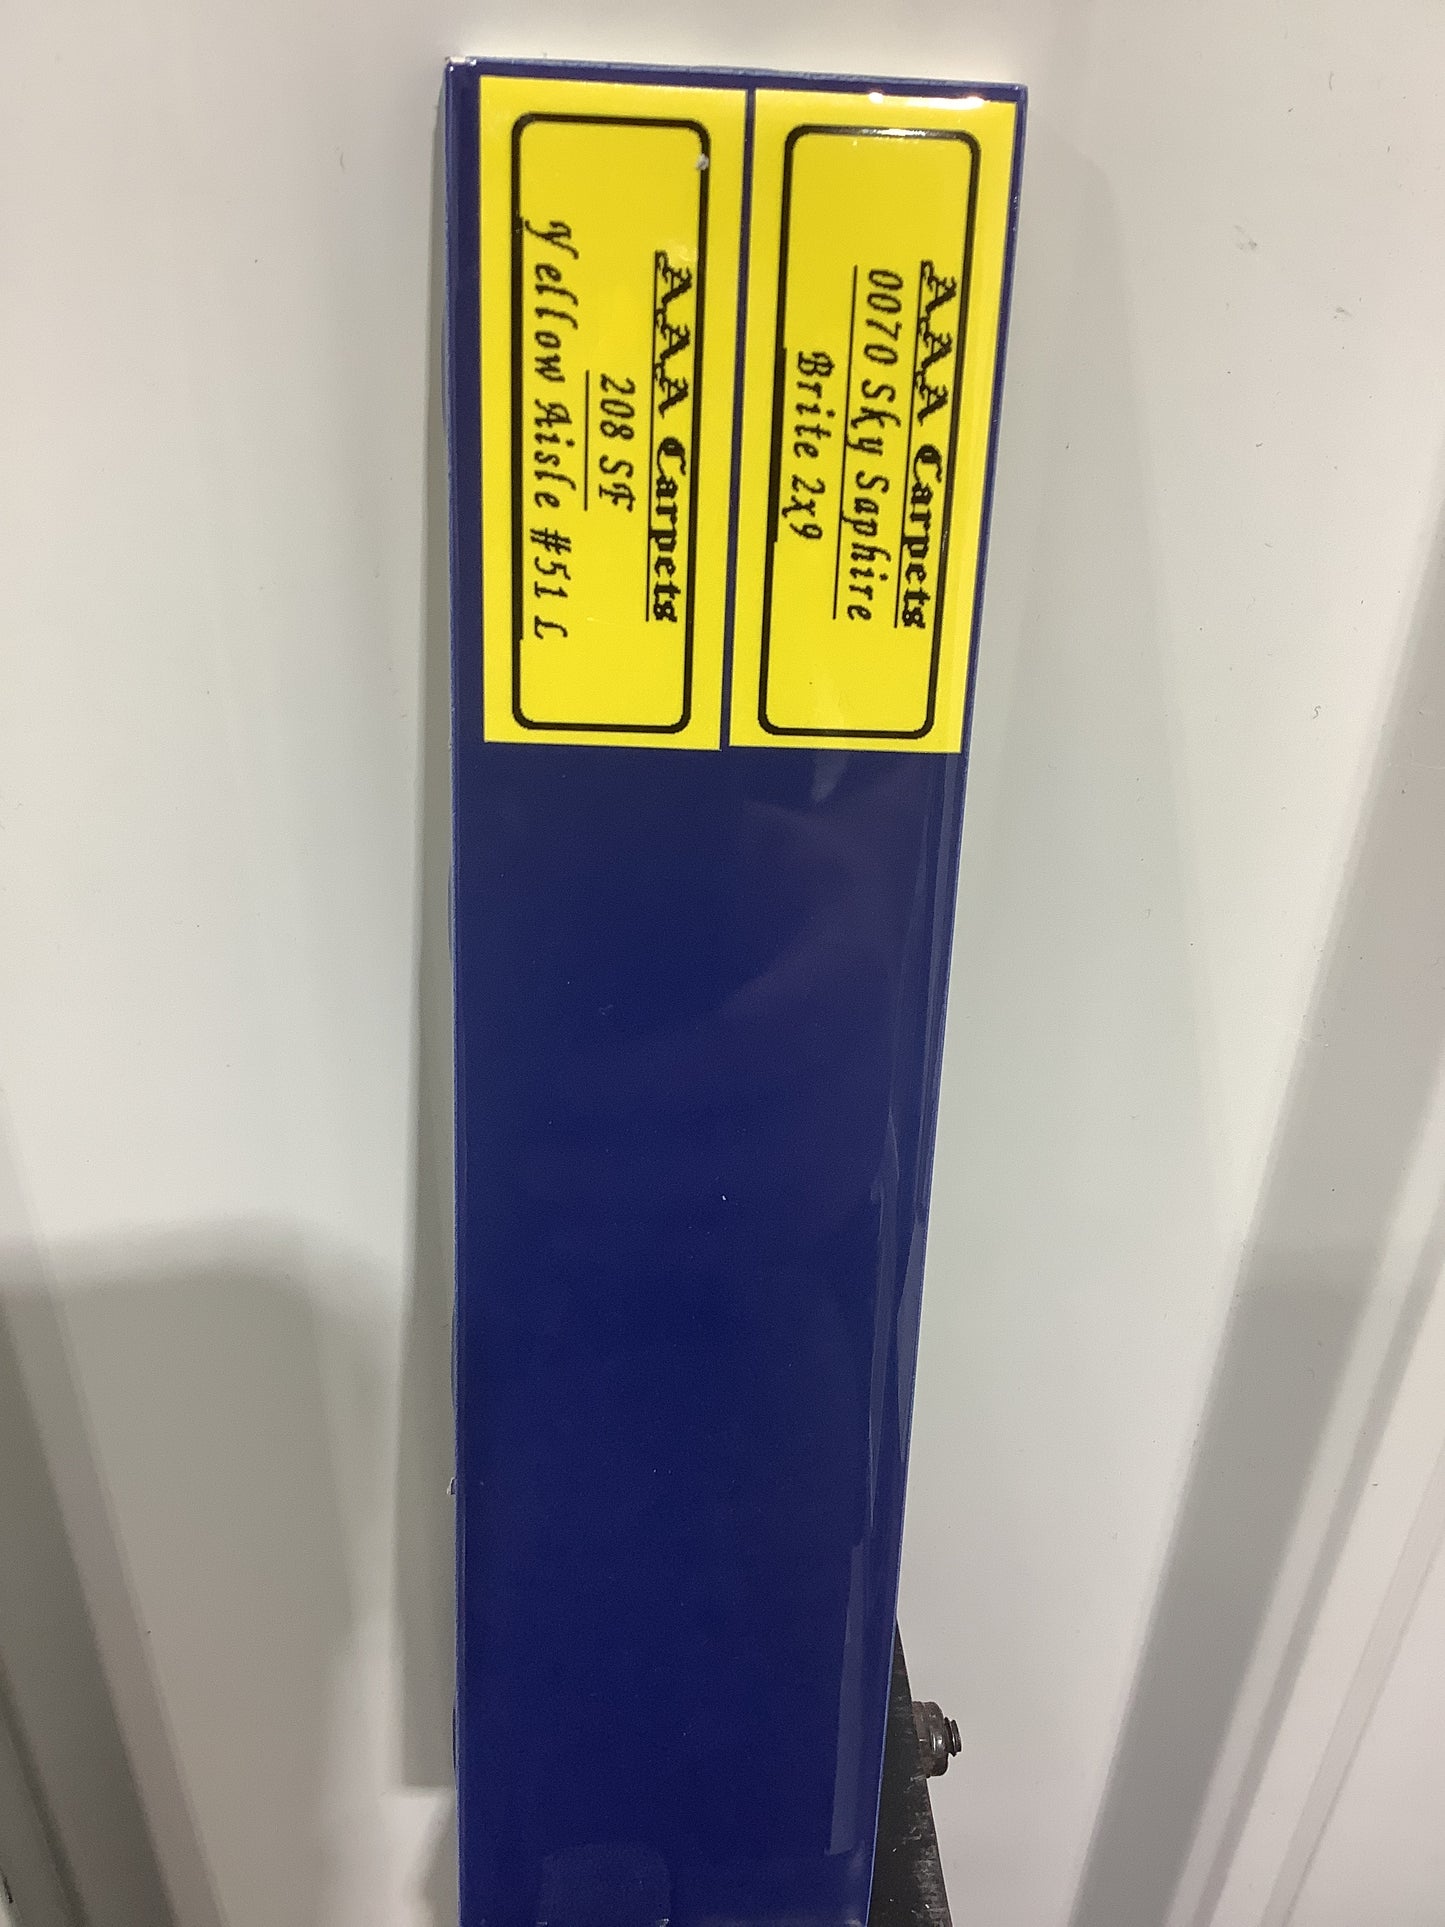 AAA Carpets
0070 Sky Saphire
Brite 2x9
AAA Carpets
208 SF
Yellow Aisle #51 L